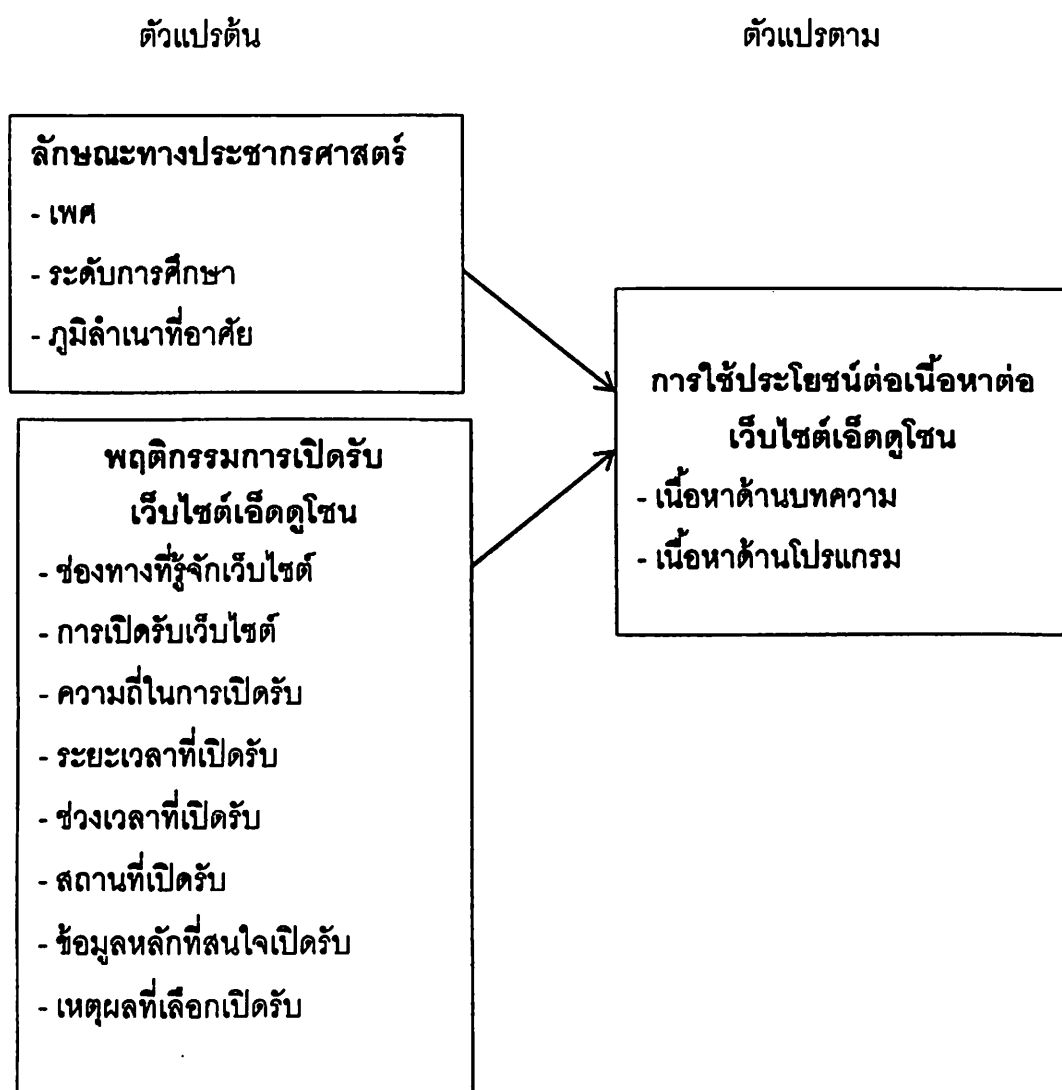 ตัวแปรต้น
ตัวแปรตาม
ลักษณะทางประชากรศาสตร์
- เพศ
- ระดับการศึกษา
- ภูมิลำเนาที่อาศัย
พฤติกรรมการเปิดรับ
เว็บไซต์เอ็ดดูโซน
- ช่องทางที่รู้จักเว็บไซต์
- การเปิดรับเว็บไซต์
- ความถี่ในการเปิดรับ
- ระยะเวลาที่เปิดรับ
- ช่วงเวลาที่เปิดรับ
- สถานที่เปิดรับ
- ข้อมูลหลักที่สนใจเปิดรับ
- เหตุผลที่เลือกเปิดรับ
การใช้ประโยชน์ต่อเนื้อหาต่อ
เว็บไซต์เอ็ดดูโซน
- เนื้อหาด้านบทความ
- เนื้อหาด้านโปรแกรม